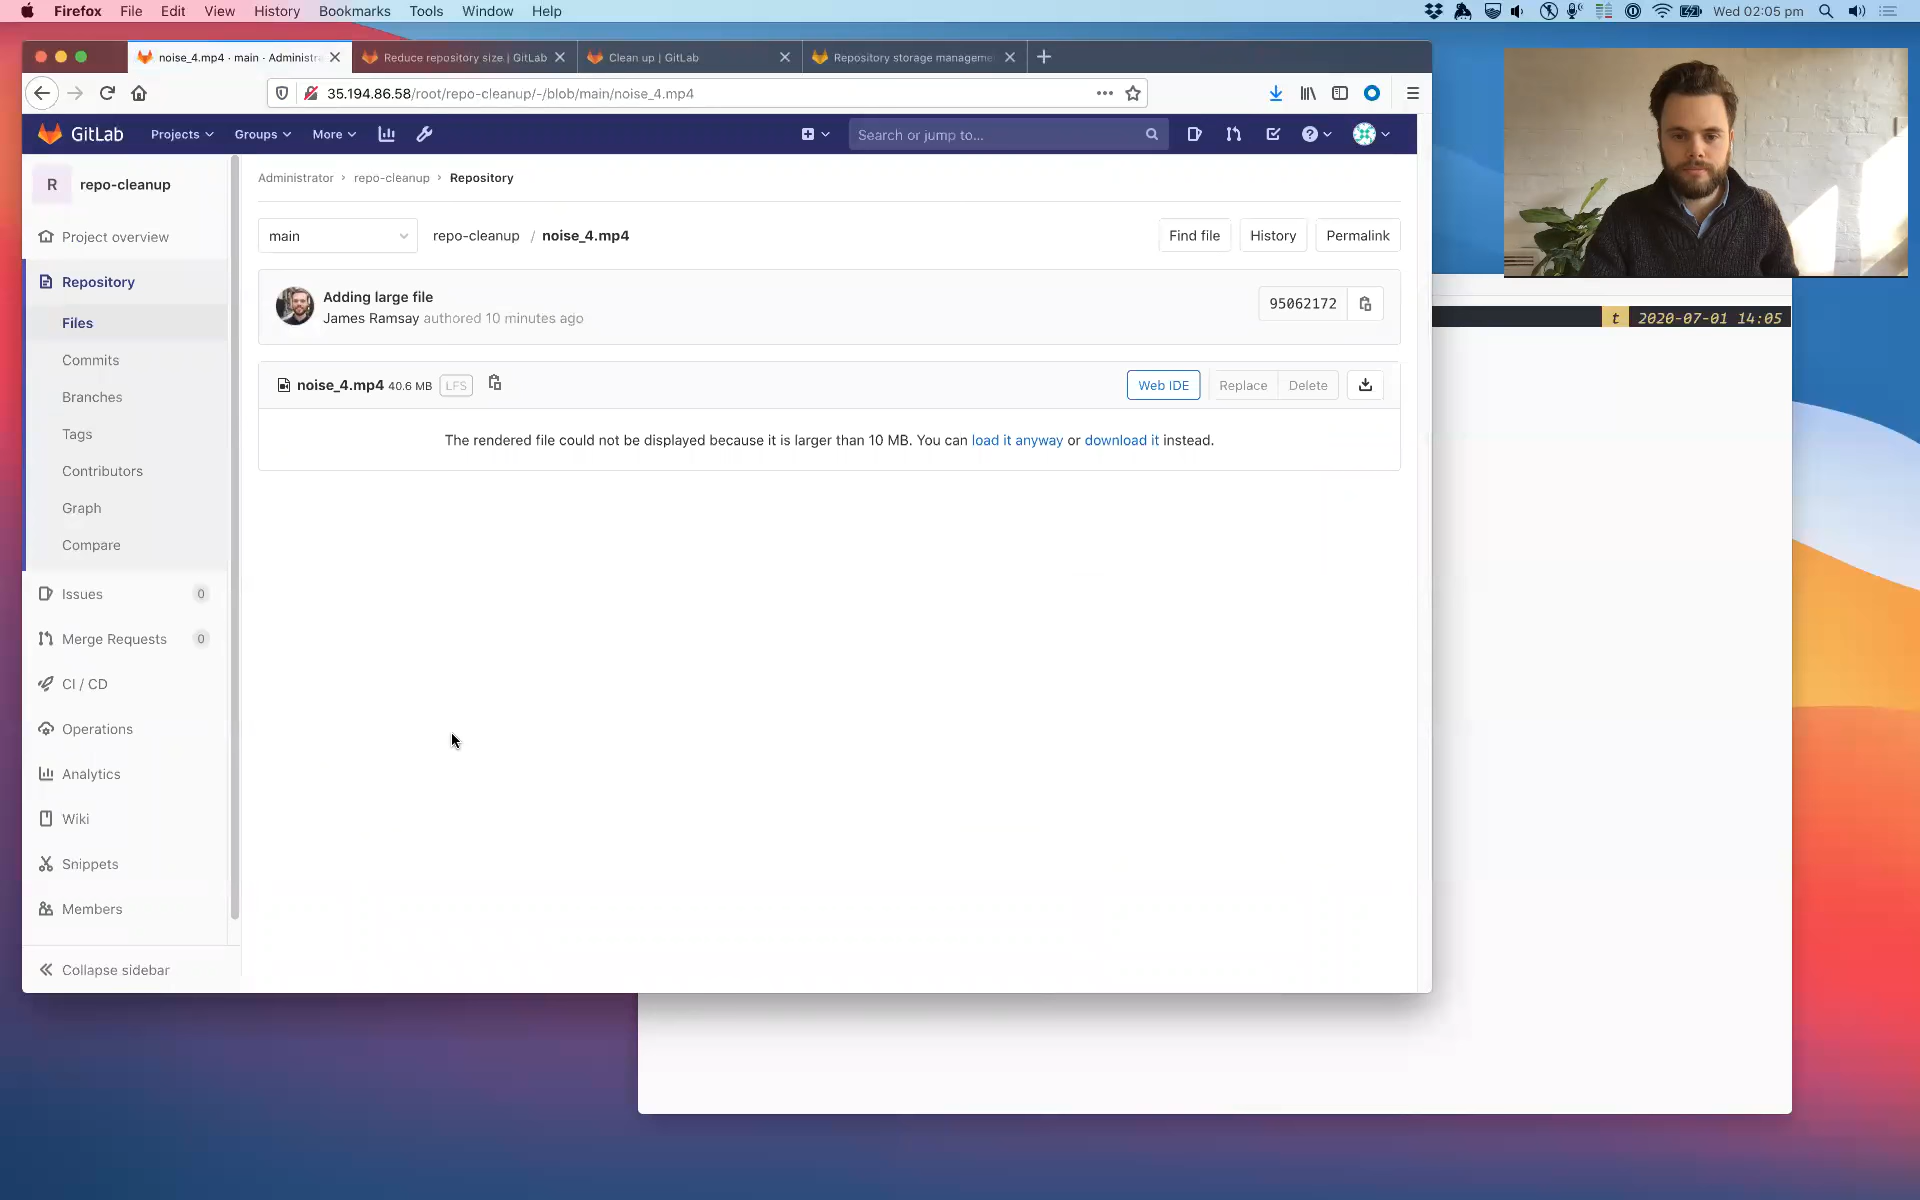 Firefox File Edit View History Bookmarks Tools Window Help Wed 02:05 pm
noise_4.mp4 · main · Administr Reduce repository size | GitLab Clean up | GitLab Repository storage manageme
35.194.86.58/root/repo-cleanup/-/blob/main/noise_4.mp4
GitLab Projects Groups More Search or jump to...
R repo-cleanup
Administrator › repo-cleanup › Repository
Project overview
main repo-cleanup / noise_4.mp4 Find file History Permalink
Repository
Adding large file
James Ramsay authored 10 minutes ago
95062172
t 2020-07-01 14:05
Files
Commits
noise_4.mp4 40.6 MB LFS Web IDE Replace Delete
Branches
Tags
The rendered file could not be displayed because it is larger than 10 MB. You can load it anyway or download it instead.
Contributors
Graph
Compare
Issues 0
Merge Requests 0
CI / CD
Operations
Analytics
Wiki
Snippets
Members
Collapse sidebar